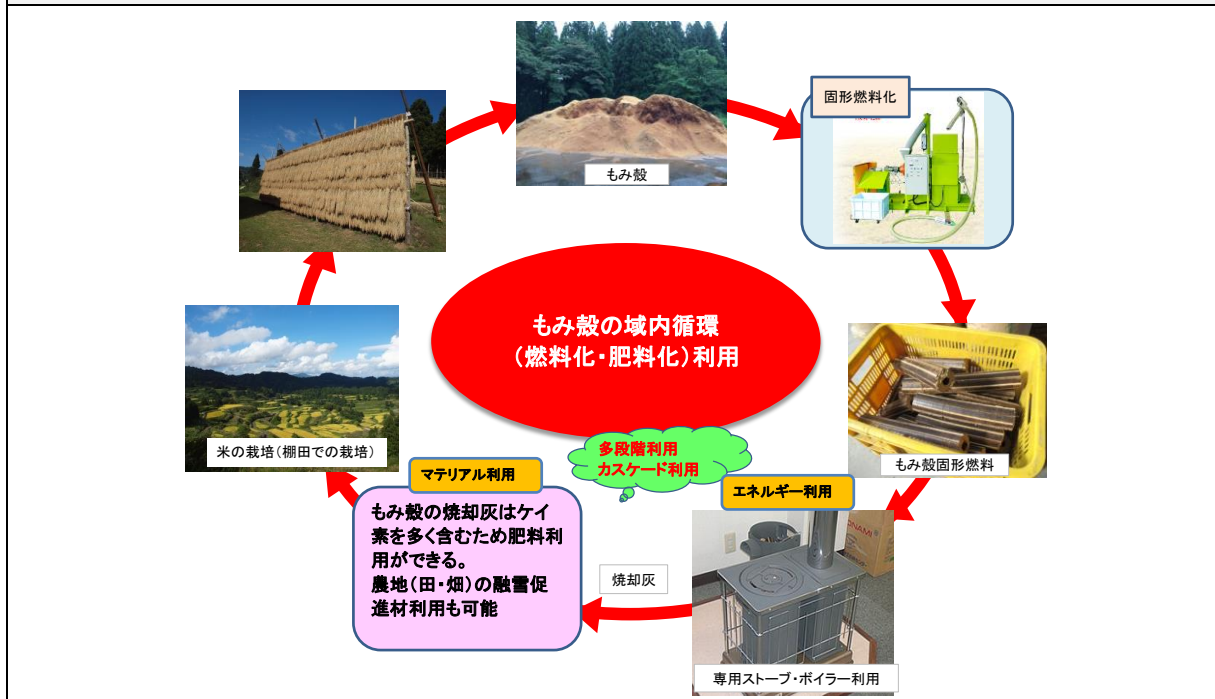 もみ殻
固形燃料化
もみ殻の域内循環
（燃料化・肥料化）利用
もみ殻固形燃料
米の栽培（棚田での栽培）
多段階利用
カスケード利用
マテリアル利用
エネルギー利用
もみ殻の焼却灰はケイ
素を多く含むため肥料利
用ができる。
農地（田・畑）の融雪促
進材利用も可能
焼却灰
専用ストーブ・ボイラー利用